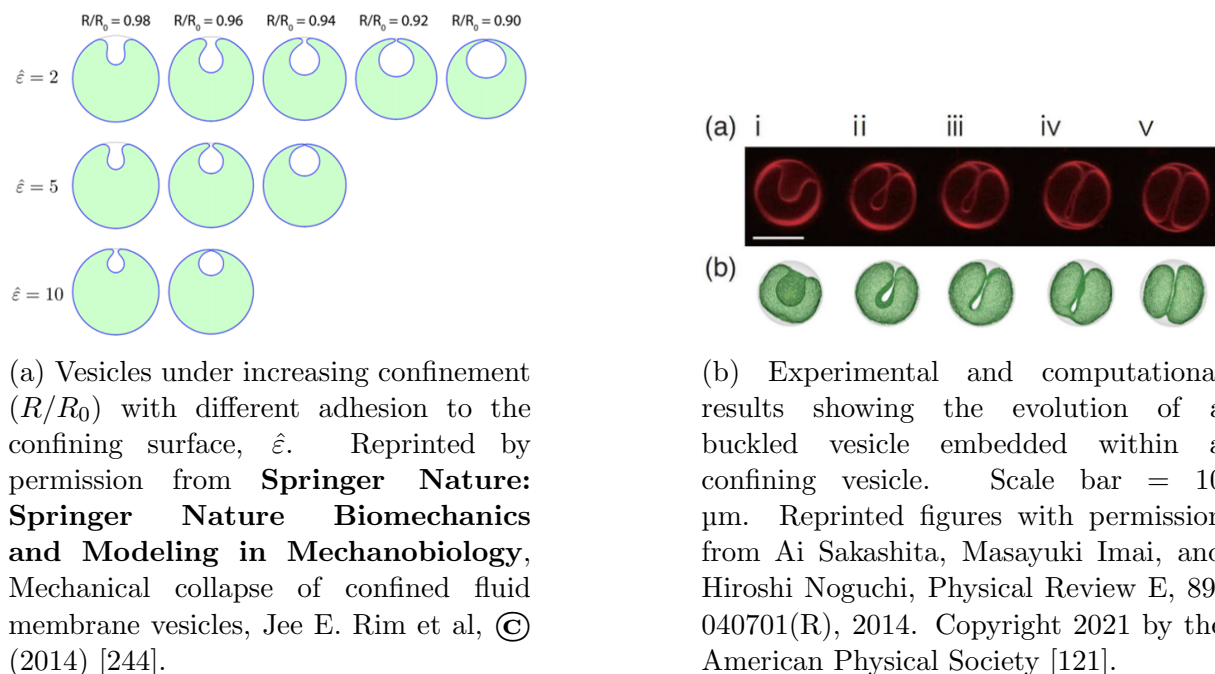 R/R0 = 0.98 R/R0 = 0.96 R/R0 = 0.94 R/R0 = 0.92 R/R0 = 0.90
ε̂ = 2
ε̂ = 5
ε̂ = 10
(a) Vesicles under increasing confinement
(R/R0) with different adhesion to the
confining surface, ε̂. Reprinted by
permission from Springer Nature:
Springer Nature Biomechanics
and Modeling in Mechanobiology,
Mechanical collapse of confined fluid
membrane vesicles, Jee E. Rim et al, ©
(2014) [244].
(a) i ii iii iv v
(b)
(b) Experimental and computationa
results showing the evolution of a
buckled vesicle embedded within a
confining vesicle. Scale bar = 10
µm. Reprinted figures with permission
from Ai Sakashita, Masayuki Imai, and
Hiroshi Noguchi, Physical Review E, 89
040701(R), 2014. Copyright 2021 by the
American Physical Society [121].